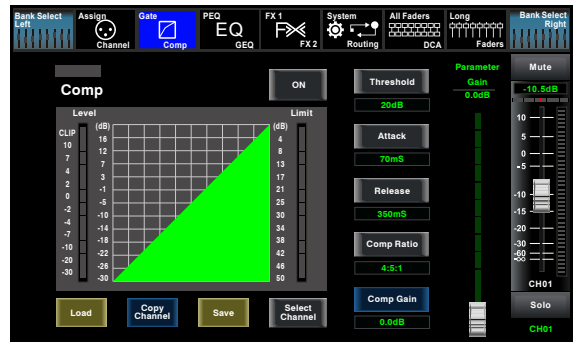 Bank Select
Left
Assign
Channel
Gate
Comp
PEQ
EQ
GEQ
FX 1
FX 2
System
Routing
All Faders
DCA
Long
Faders
Bank Select
Right
Comp
ON
Level
Limit
(dB)
(dB)
CLIP
10
7
4
2
0
-2
-4
-7
-10
-20
-30
16
12
7
3
-1
-5
-10
-14
-18
-22
-26
-30
4
8
13
17
21
25
30
34
38
42
46
50
Load
Copy
Channel
Save
Select
Channel
Threshold
20dB
Attack
70mS
Release
350mS
Comp Ratio
4:5:1
Comp Gain
0.0dB
Parameter
Gain
0.0dB
Mute
-10.5dB
10
5
0
-5
-10
-15
-20
-30
-60
-∞
CH01
Solo
CH01